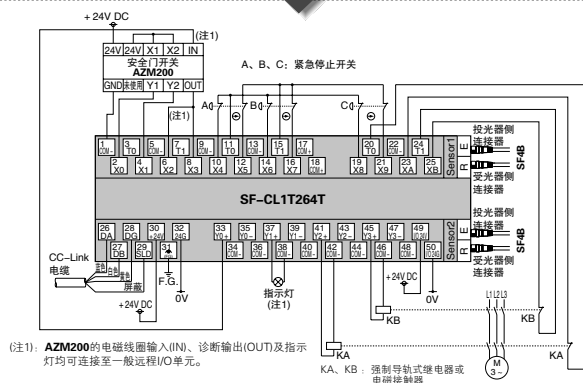 +24V DC
(注1)
24V 24V X1 X2 IN
安全门开关
AZM200
GND 未使用 Y1 Y2 OUT
(注1)
A、B、C：紧急停止开关
A B C
1 COM- 3 T0 5 COM- 7 T1 9 COM- 11 T0 13 COM- 15 T1 17 COM+ 20 T0 22 COM- 24 T1
2 X0 4 X1 6 X2 8 X3 10 X4 12 X5 14 X6 16 X7 18 COM+ 19 X8 21 X9 23 XA 25 XB
Sensor1
E
R
投光器侧
连接器
SF4B
受光器侧
连接器
SF-CL1T264T
26 DA 28 DG 30 +24V 32 24G 33 Y0+ 35 Y0- 37 Y1+ 39 Y1- 41 Y2+ 43 Y2- 45 Y3+ 47 Y3- 49 I/O 24V
27 DB 29 SLD 31 34 COM- 36 COM- 38 COM- 40 COM- 42 COM- 44 COM- 46 COM- 48 COM- 50 I/O 24G
Sensor2
E
R
投光器侧
连接器
SF4B
受光器侧
连接器
CC-Link
电缆
蓝色
白色
黄色
屏蔽
F.G.
0V
+24V DC
指示灯
(注1)
+24V DC
0V
KB
KA
L1 L2 L3
KB
KA
M
3~
(注1)：AZM200的电磁线圈输入(IN)、诊断输出(OUT)及指示
灯均可连接至一般远程I/O单元。
KA、KB：强制导轨式继电器或
电磁接触器